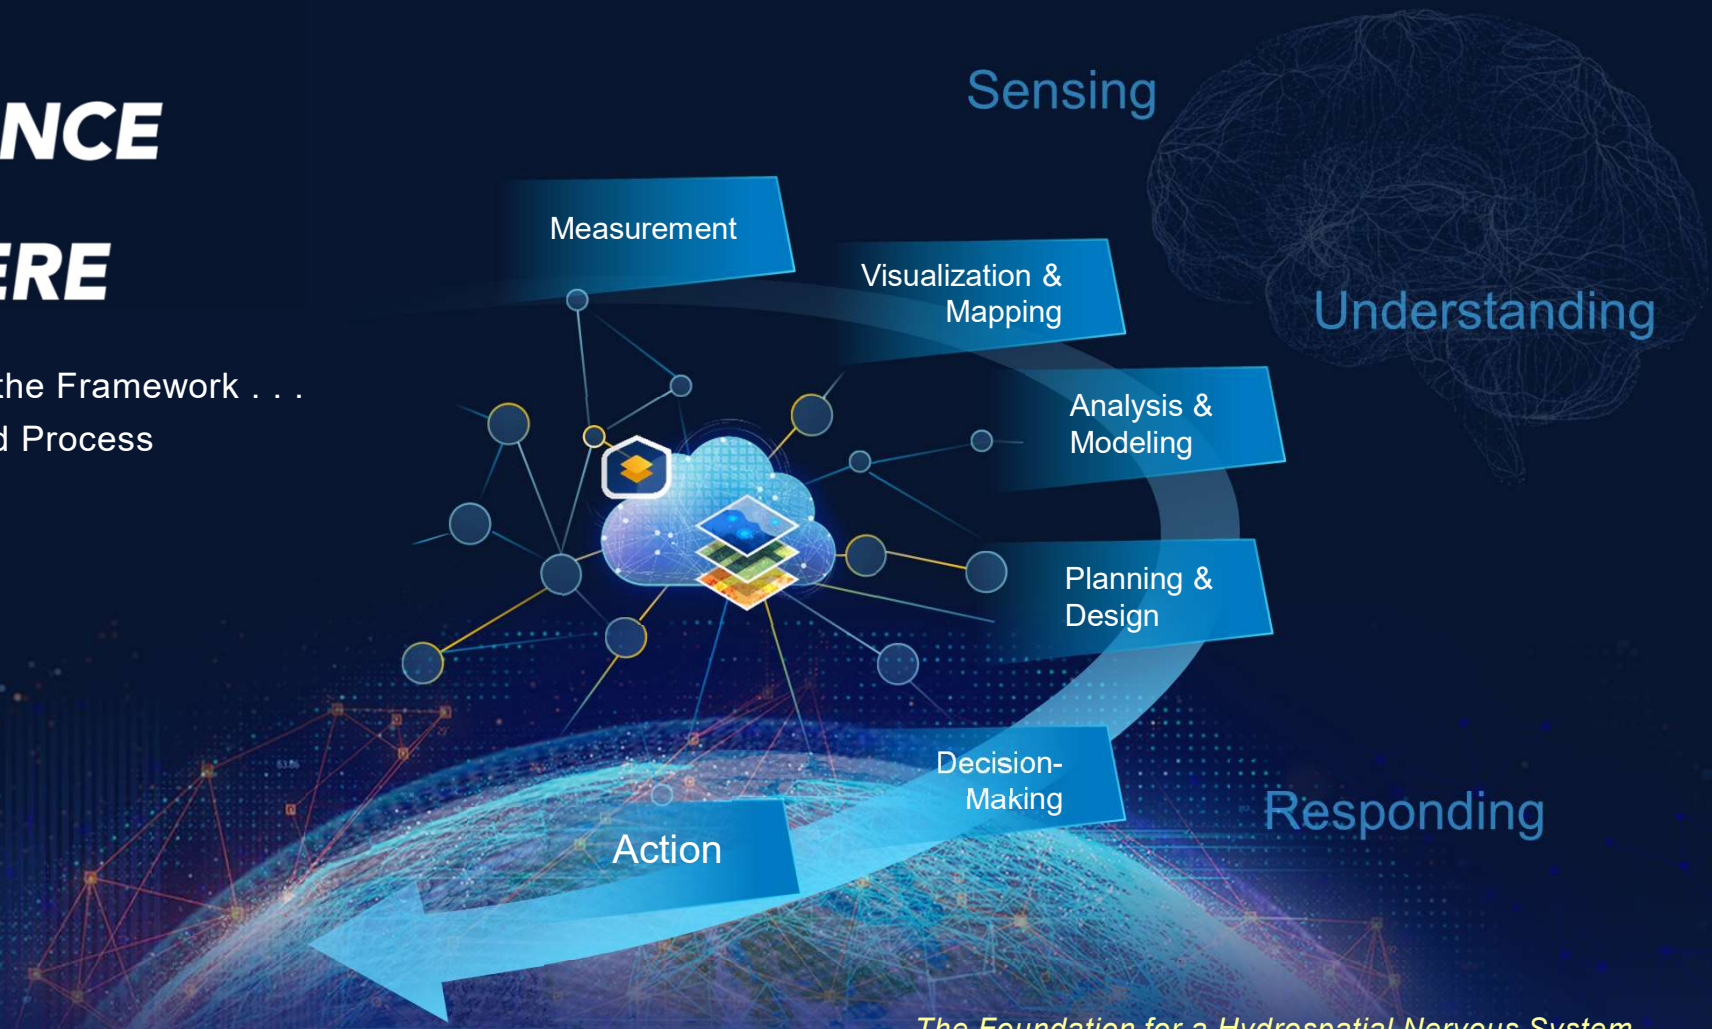 NCE
ERE
the Framework . . .
d Process
Sensing
Measurement
Visualization &
Mapping
Understanding
Analysis &
Modeling
Planning &
Design
Decision-
Making
Responding
Action
The Foundation for a Hydrospatial Nervous System